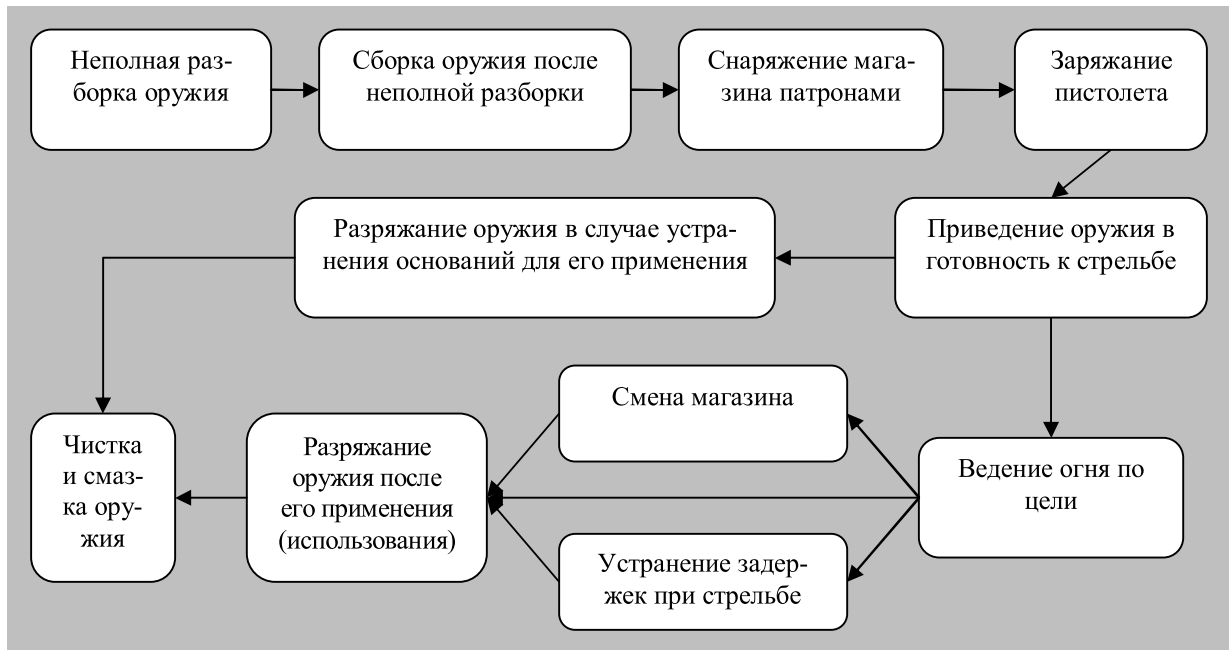 Неполная раз-
борка оружия
Сборка оружия после
неполной разборки
Снаряжение мага-
зина патронами
Заряжание
пистолета
Разряжание оружия в случае устра-
нения оснований для его применения
Приведение оружия в
готовность к стрельбе
Смена магазина
Чистка
и смаз-
ка ору-
жия
Разряжание
оружия после
его применения
(использования)
Ведение огня по
цели
Устранение задер-
жек при стрельбе